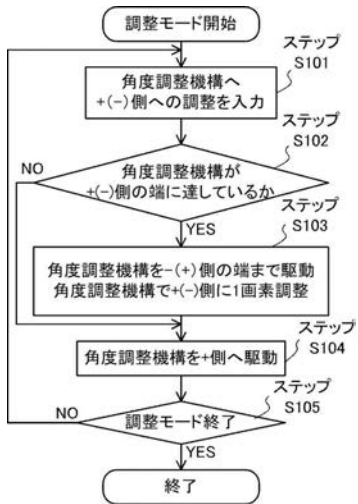 調整モード開始
ステップ
S101
角度調整機構へ
+(-)側への調整を入力
ステップ
S102
角度調整機構が
+(-)側の端に達しているか
NO
YES
ステップ
S103
角度調整機構を-(+)側の端まで駆動
角度調整機構で+(-)側に1画素調整
ステップ
S104
角度調整機構を+側へ駆動
ステップ
S105
NO
調整モード終了
YES
終了